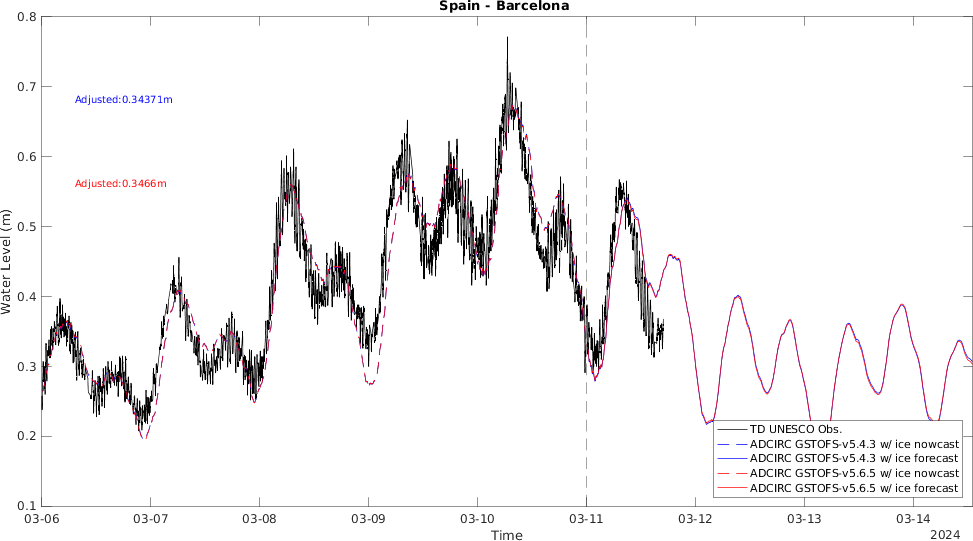 Spain - Barcelona
0.8
0.7
0.6
0.5
0.4
0.3
0.2
0.1
Water Level (m)
Adjusted:0.34371m
Adjusted:0.3466m
TD UNESCO Obs.
ADCIRC GSTOFS-v5.4.3 w/ ice nowcast
ADCIRC GSTOFS-v5.4.3 w/ ice forecast
ADCIRC GSTOFS-v5.6.5 w/ ice nowcast
ADCIRC GSTOFS-v5.6.5 w/ ice forecast
03-06 03-07 03-08 03-09 03-10 03-11 03-12 03-13 03-14
Time
2024